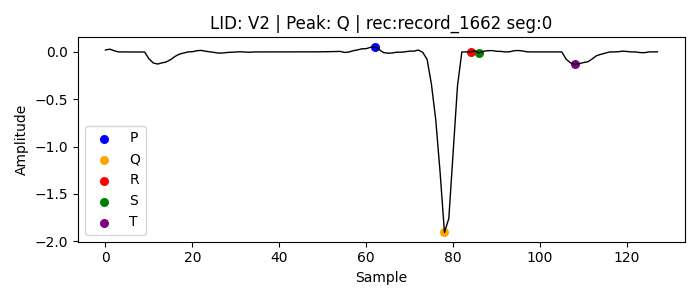 LID: V2 | Peak: Q | rec:record_1662 seg:0
Amplitude
0.0
−0.5
−1.0
−1.5
−2.0
P
Q
R
S
T
0 20 40 60 80 100 120
Sample